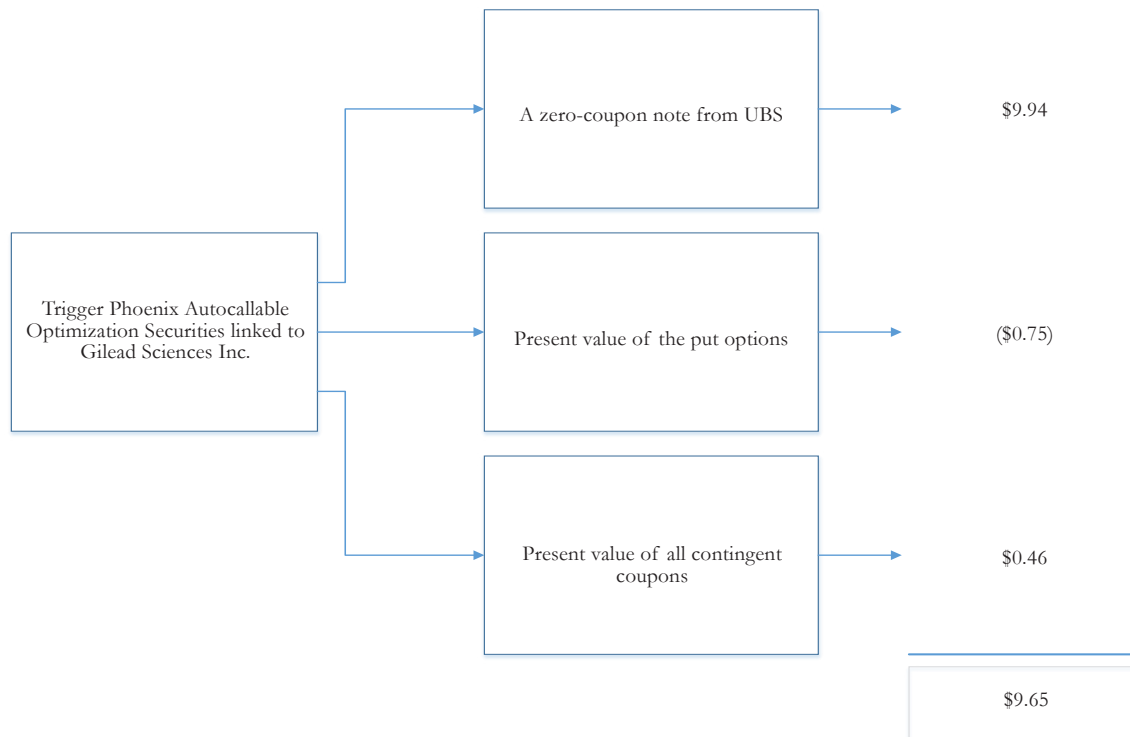 A zero-coupon note from UBS
$9.94
Trigger Phoenix Autocallable
Optimization Securities linked to
Gilead Sciences Inc.
Present value of the put options
($0.75)
Present value of all contingent
coupons
$0.46
$9.65